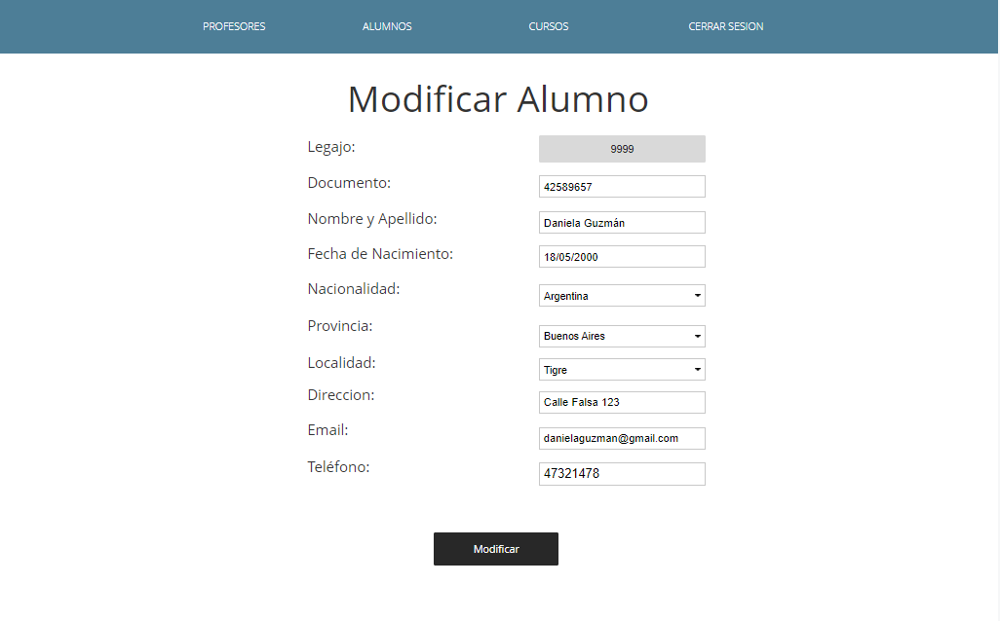 PROFESORES ALUMNOS CURSOS CERRAR SESION
Modificar Alumno
Legajo: 9999
Documento: 42589657
Nombre y Apellido: Daniela Guzmán
Fecha de Nacimiento: 18/05/2000
Nacionalidad: Argentina
Provincia: Buenos Aires
Localidad: Tigre
Direccion: Calle Falsa 123
Email: danielaguzman@gmail.com
Teléfono: 47321478
Modificar